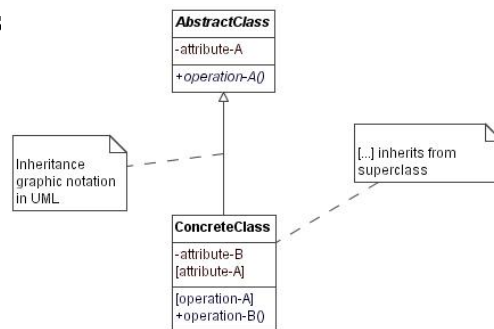 AbstractClass
-attribute-A
+operation-A()
Inheritance
graphic notation
in UML
[...] inherits from
superclass
ConcreteClass
-attribute-B
[attribute-A]
[operation-A]
+operation-B()